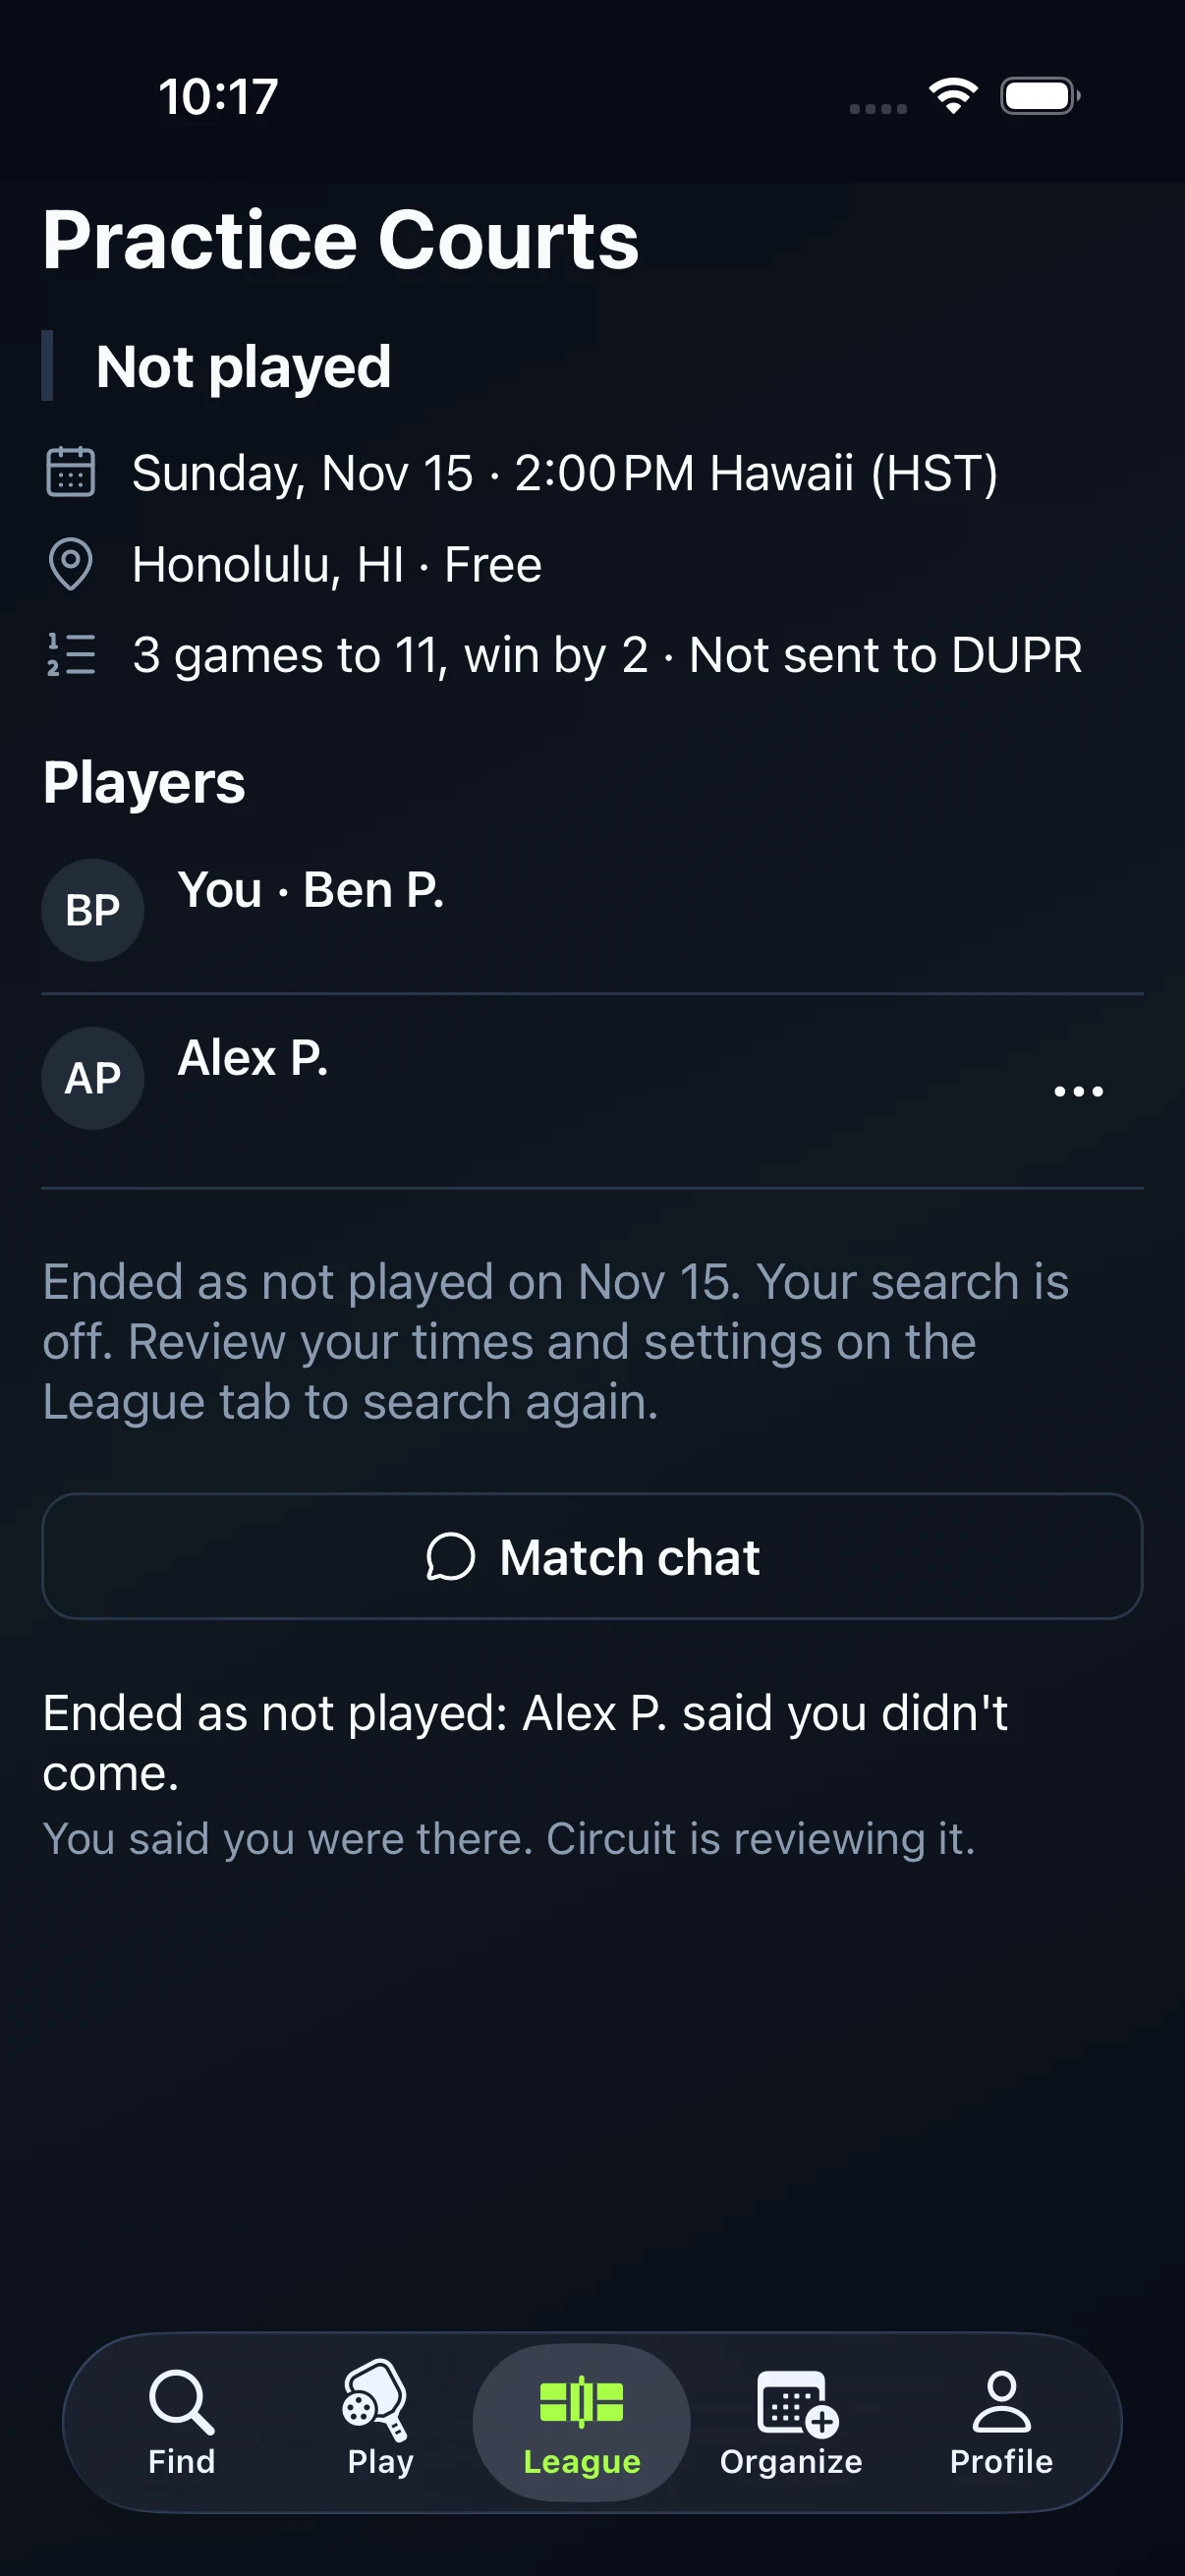 10:17
Practice Courts
Not played
Sunday, Nov 15 · 2:00 PM Hawaii (HST)
Honolulu, HI · Free
3 games to 11, win by 2 · Not sent to DUPR
Players
BP
You · Ben P.
AP
Alex P.
Ended as not played on Nov 15. Your search is
off. Review your times and settings on the
League tab to search again.
Match chat
Ended as not played: Alex P. said you didn't
come.
You said you were there. Circuit is reviewing it.
Find
Play
League
Organize
Profile